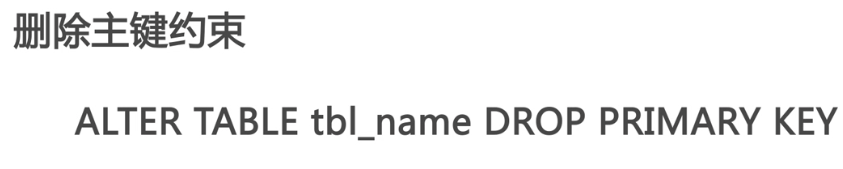 删除主键约束
ALTER TABLE tbl_name DROP PRIMARY KEY